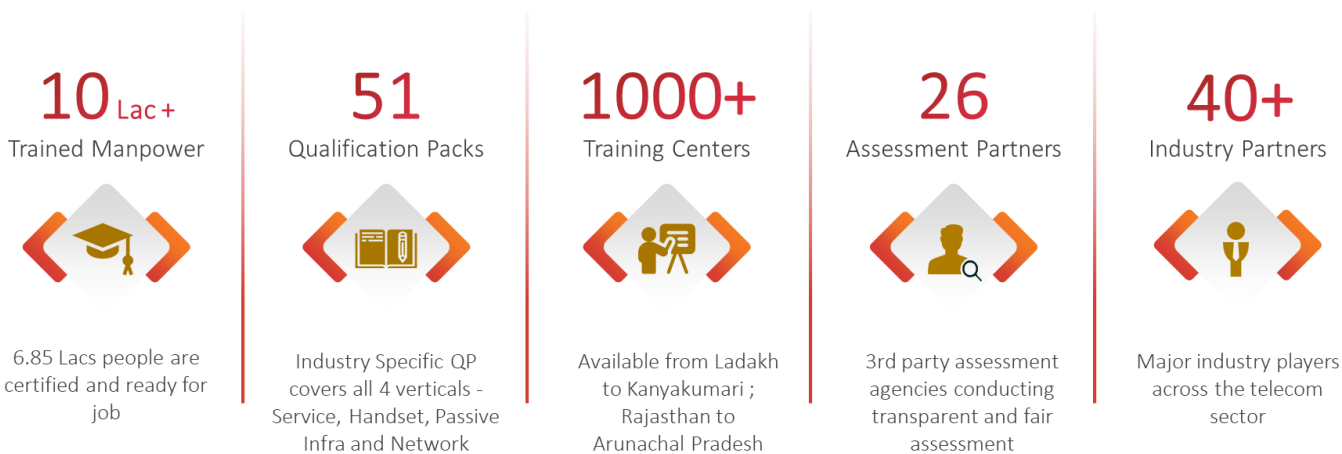 10 Lac +
Trained Manpower
6.85 Lacs people are
certified and ready for
job
51
Qualification Packs
Industry Specific QP
covers all 4 verticals -
Service, Handset, Passive
Infra and Network
1000+
Training Centers
Available from Ladakh
to Kanyakumari ;
Rajasthan to
Arunachal Pradesh
26
Assessment Partners
3rd party assessment
agencies conducting
transparent and fair
assessment
40+
Industry Partners
Major industry players
across the telecom
sector